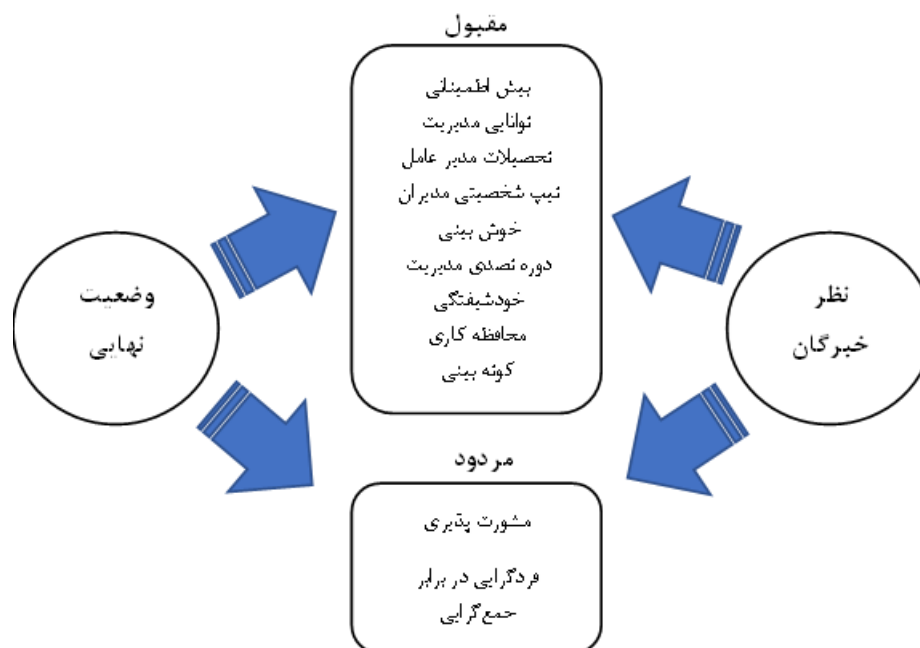 مقبول
بیش اطمینانی
توانایی مدیریت
تحصیلات مدیر عامل
تیپ شخصیتی مدیران
خوش بینی
دوره تصدی مدیریت
خودشیفتگی
محافظه کاری
کوته بینی
نظر
خبرگان
وضعیت
نهایی
مردود
مشورت پذیری
فردگرایی در برابر
جمع‌گرایی